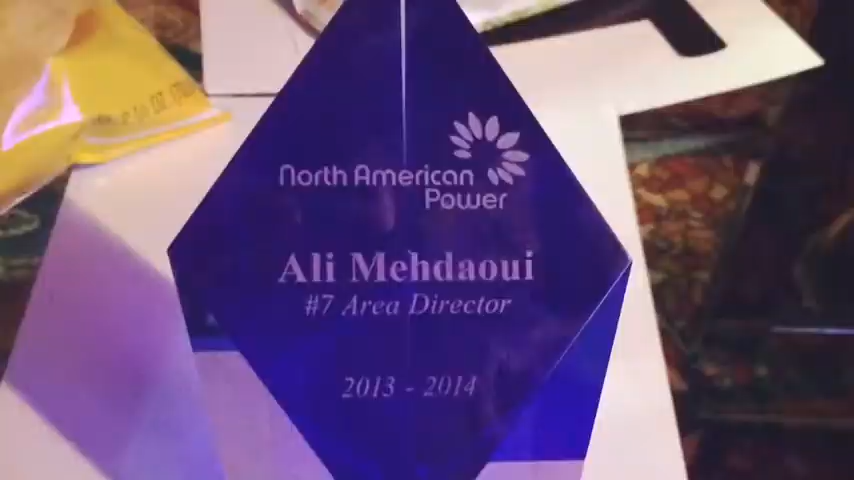 North American
Power
Ali Mehdaoui
#7 Area Director
2013 - 2014